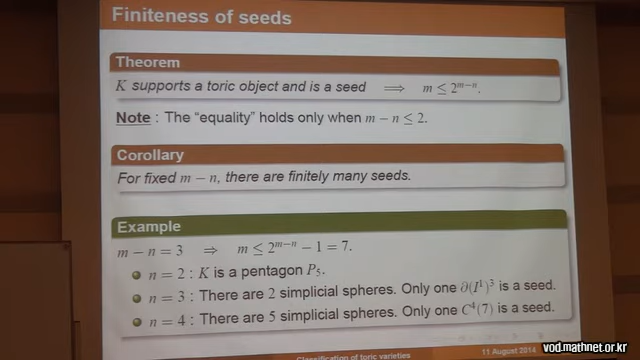 Finiteness of seeds
Theorem
K supports a toric object and is a seed ⟹ m ≤ 2^{m−n}.
Note : The "equality" holds only when m − n ≤ 2.
Corollary
For fixed m − n, there are finitely many seeds.
Example
m − n = 3 ⇒ m ≤ 2^{m−n} − 1 = 7.
n = 2 : K is a pentagon P₅.
n = 3 : There are 2 simplicial spheres. Only one ∂(I¹)³ is a seed.
n = 4 : There are 5 simplicial spheres. Only one C⁴(7) is a seed.
Classification of toric varieties
11 August 2014
vod.mathnet.or.kr